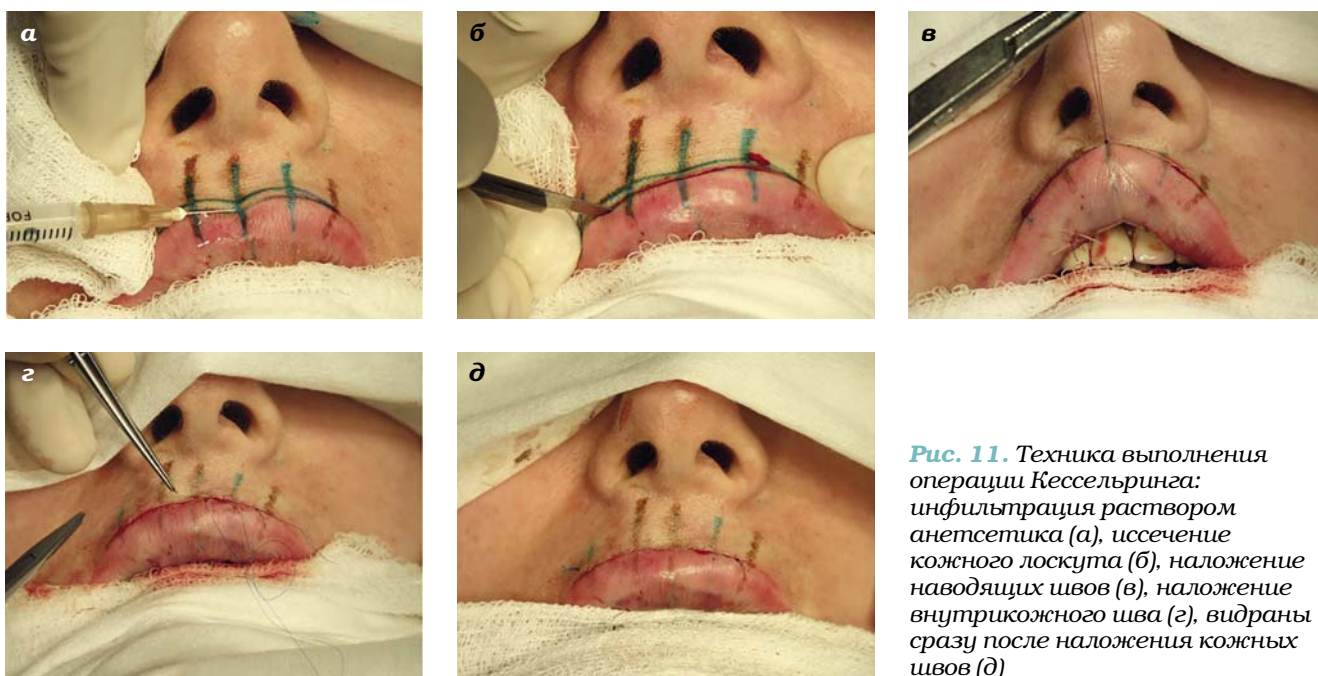 а
б
в
FOR
г
д
Рис. 11. Техника выполнения
операции Кессельринга:
инфильтрация раствором
анетсетика (а), иссечение
кожного лоскута (б), наложение
наводящих швов (в), наложение
внутрикожного шва (г), видраны
сразу после наложения кожных
швов (д)